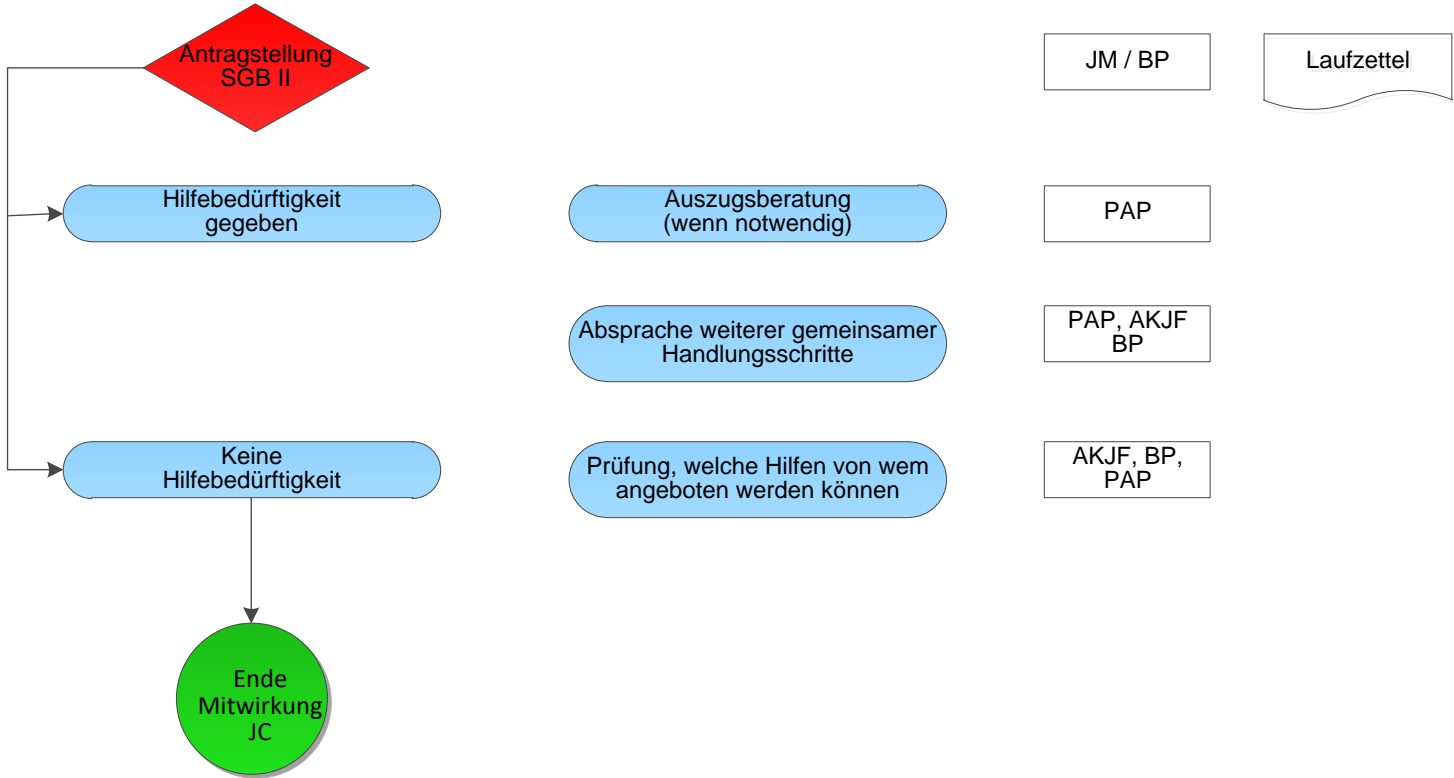 Antragstellung
SGB II
JM / BP
Laufzettel
Hilfebedürftigkeit
gegeben
Auszugsberatung
(wenn notwendig)
PAP
Absprache weiterer gemeinsamer
Handlungsschritte
PAP, AKJF
BP
Keine
Hilfebedürftigkeit
Prüfung, welche Hilfen von wem
angeboten werden können
AKJF, BP,
PAP
Ende
Mitwirkung
JC